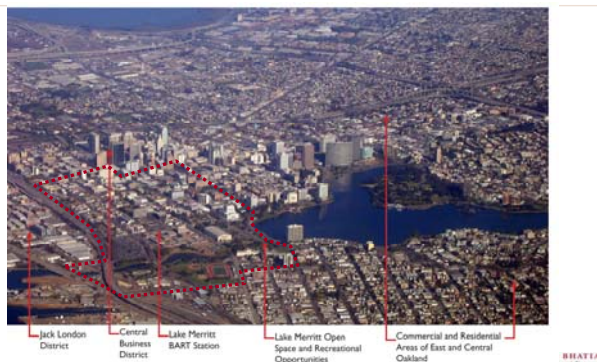 Jack London
District
Central
Business
District
Lake Merritt
BART Station
Lake Merritt Open
Space and Recreational
Opportunities
Commercial and Residential
Areas of East and Central
Oakland
BHATIA